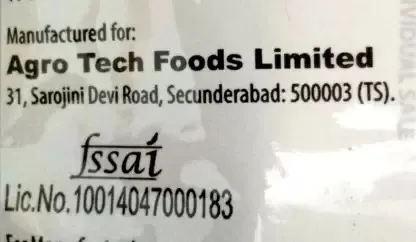 Manufactured for:
Agro Tech Foods Limited
31, Sarojini Devi Road, Secunderabad: 500003 (TS).
fssai
Lic.No.10014047000183